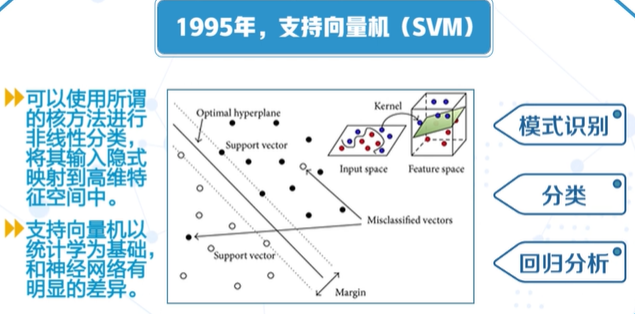 1995年，支持向量机（SVM）
可以使用所谓
的核方法进行
非线性分类，
将其输入隐式
映射到高维特
征空间中。
支持向量机以
统计学为基础，
和神经网络有
明显的差异。
Optimal hyperplane
Support vector
Kernel
Input space
Feature space
Misclassified vectors
Support vector
Margin
模式识别
分类
回归分析